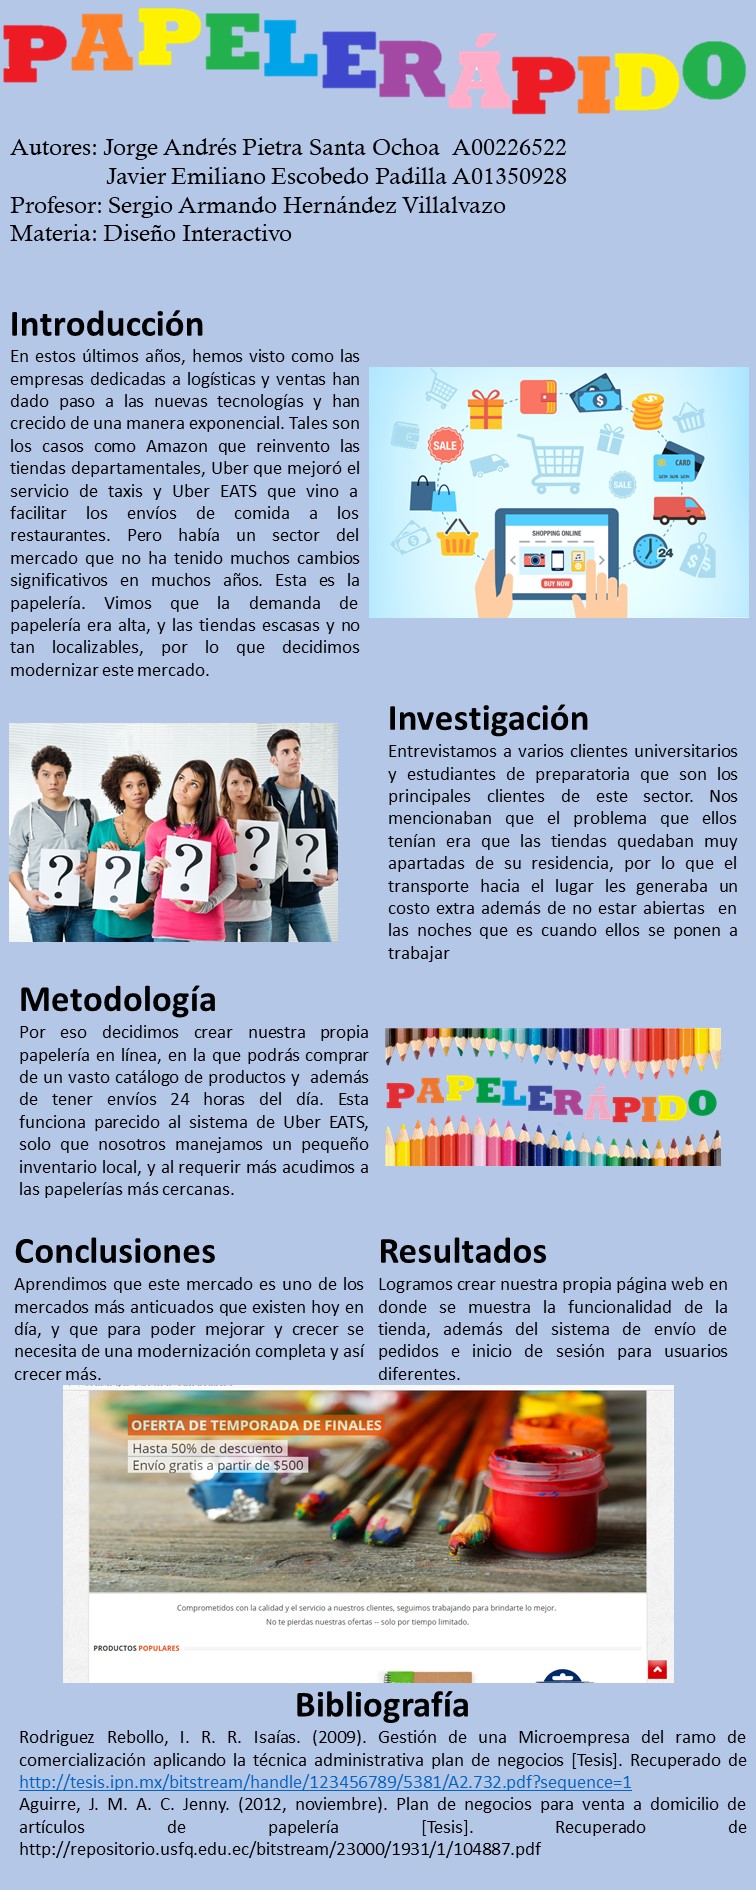 PAPELERÁPIDO
Autores: Jorge Andrés Pietra Santa Ochoa A00226522
Javier Emiliano Escobedo Padilla A01350928
Profesor: Sergio Armando Hernández Villalvazo
Materia: Diseño Interactivo
Introducción
En estos últimos años, hemos visto como las
empresas dedicadas a logísticas y ventas han
dado paso a las nuevas tecnologías y han
crecido de una manera exponencial. Tales son
los casos como Amazon que reinvento las
tiendas departamentales, Uber que mejoró el
servicio de taxis y Uber EATS que vino a
facilitar los envíos de comida a los
restaurantes. Pero había un sector del
mercado que no ha tenido muchos cambios
significativos en muchos años. Esta es la
papelería. Vimos que la demanda de
papelería era alta, y las tiendas escasas y no
tan localizables, por lo que decidimos
modernizar este mercado.
SALE
$
CARD
SALE
SHOPPING ONLINE
BUY NOW
24
Investigación
Entrevistamos a varios clientes universitarios
y estudiantes de preparatoria que son los
principales clientes de este sector. Nos
mencionaban que el problema que ellos
tenían era que las tiendas quedaban muy
apartadas de su residencia, por lo que el
transporte hacia el lugar les generaba un
costo extra además de no estar abiertas en
las noches que es cuando ellos se ponen a
trabajar
? ? ? ? ?
Metodología
Por eso decidimos crear nuestra propia
papelería en línea, en la que podrás comprar
de un vasto catálogo de productos y además
de tener envíos 24 horas del día. Esta
funciona parecido al sistema de Uber EATS,
solo que nosotros manejamos un pequeño
inventario local, y al requerir más acudimos a
las papelerías más cercanas.
PAPELERÁPIDO
Conclusiones
Aprendimos que este mercado es uno de los
mercados más anticuados que existen hoy en
día, y que para poder mejorar y crecer se
necesita de una modernización completa y así
crecer más.
Resultados
Logramos crear nuestra propia página web en
donde se muestra la funcionalidad de la
tienda, además del sistema de envío de
pedidos e inicio de sesión para usuarios
diferentes.
OFERTA DE TEMPORADA DE FINALES
Hasta 50% de descuento
Envío gratis a partir de $500
Comprometidos con la calidad y el servicio a nuestros clientes, seguimos trabajando para brindarte lo mejor.
No te pierdas nuestras ofertas -- solo por tiempo limitado.
PRODUCTOS POPULARES
Bibliografía
Rodriguez Rebollo, I. R. R. Isaías. (2009). Gestión de una Microempresa del ramo de
comercialización aplicando la técnica administrativa plan de negocios [Tesis]. Recuperado de
http://tesis.ipn.mx/bitstream/handle/123456789/5381/A2.732.pdf?sequence=1
Aguirre, J. M. A. C. Jenny. (2012, noviembre). Plan de negocios para venta a domicilio de
artículos de papelería [Tesis]. Recuperado de
http://repositorio.usfq.edu.ec/bitstream/23000/1931/1/104887.pdf